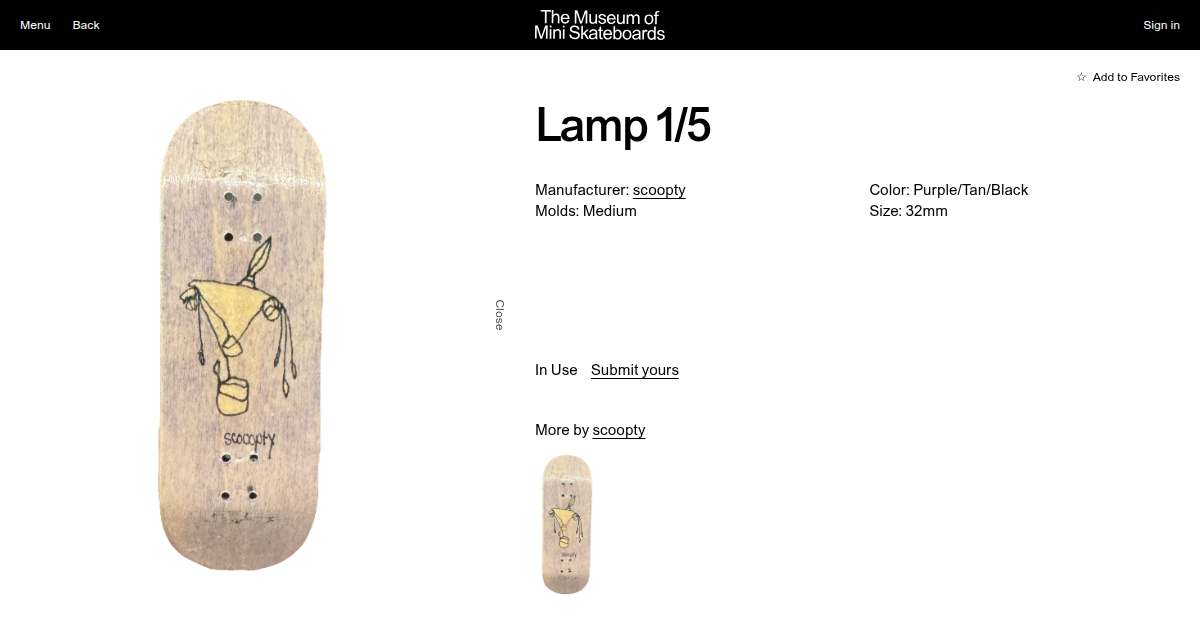 Menu
Back
The Museum of
Mini Skateboards
Sign in
☆ Add to Favorites
Lamp 1/5
Manufacturer: scoopty
Molds: Medium
Color: Purple/Tan/Black
Size: 32mm
Close
In Use
Submit yours
More by scoopty
scooopty